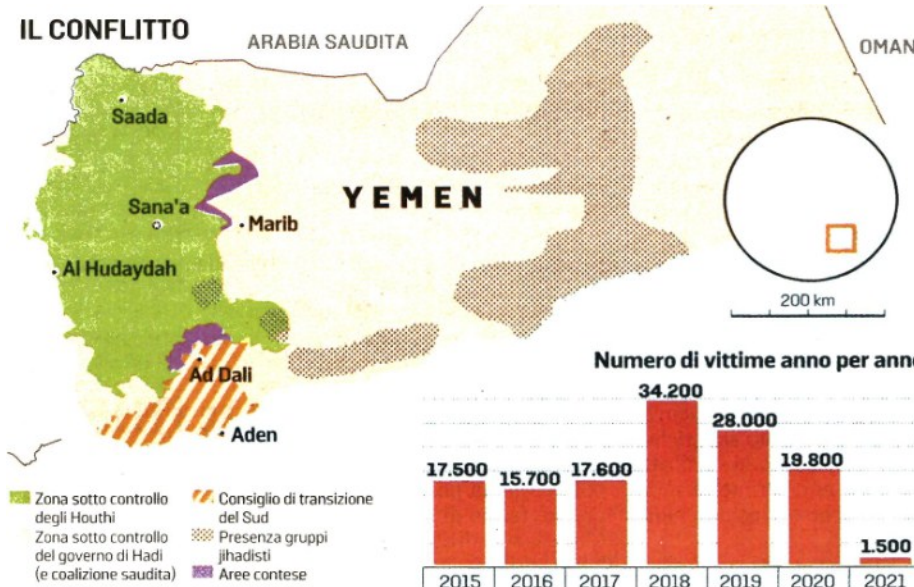 IL CONFLITTO
ARABIA SAUDITA
OMAN
Saada
YEMEN
Sana'a
Marib
Al Hudaydah
200 km
Ad Dali
Aden
Numero di vittime anno per anno
17.500
15.700
17.600
34.200
28.000
19.800
1.500
2015
2016
2017
2018
2019
2020
2021
Zona sotto controllo
degli Houthi
Zona sotto controllo
del governo di Hadi
(e coalizione saudita)
Consiglio di transizione
del Sud
Presenza gruppi
jihadisti
Aree contese